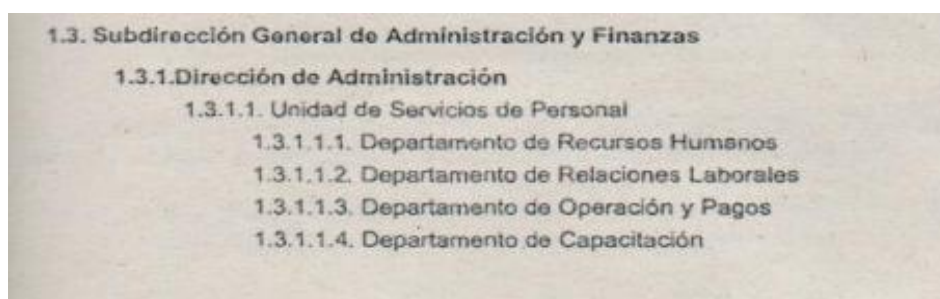 1.3. Subdirección General de Administración y Finanzas
1.3.1.Dirección de Administración
1.3.1.1. Unidad de Servicios de Personal
1.3.1.1.1. Departamento de Recursos Humanos
1.3.1.1.2. Departamento de Relaciones Laborales
1.3.1.1.3. Departamento de Operación y Pagos
1.3.1.1.4. Departamento de Capacitación